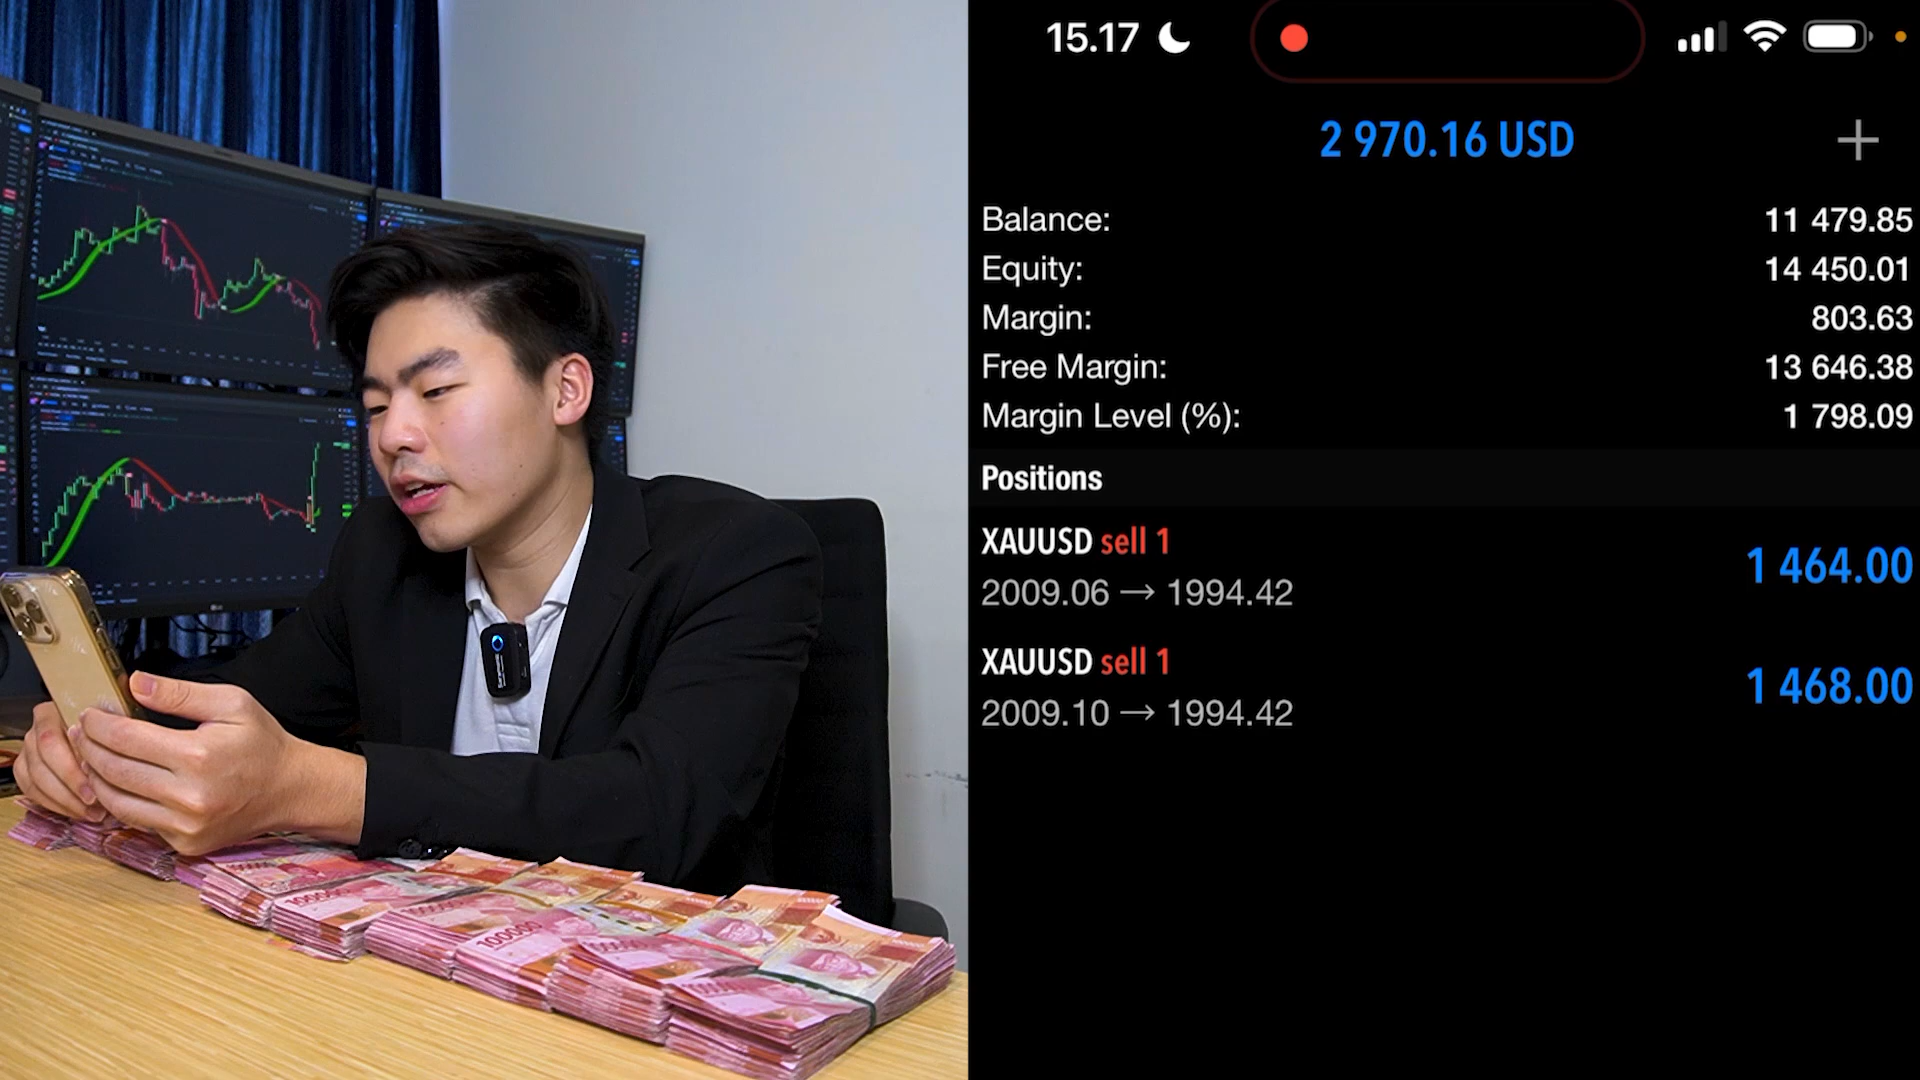 15.17
2 970.16 USD
Balance: 11 479.85
Equity: 14 450.01
Margin: 803.63
Free Margin: 13 646.38
Margin Level (%): 1 798.09
Positions
XAUUSD sell 1
2009.06 → 1994.42 1 464.00
XAUUSD sell 1
2009.10 → 1994.42 1 468.00
100000
100000